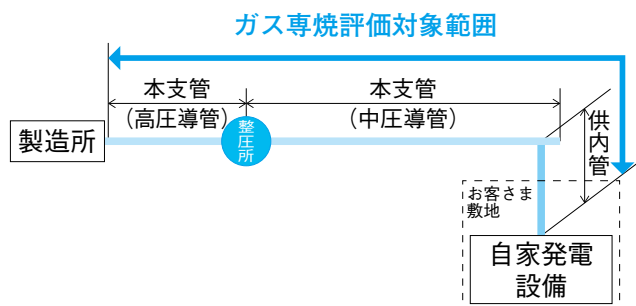 ガス専焼評価対象範囲
本支管
(高圧導管)
本支管
(中圧導管)
製造所
整圧所
供内管
お客さま
敷地
自家発電
設備